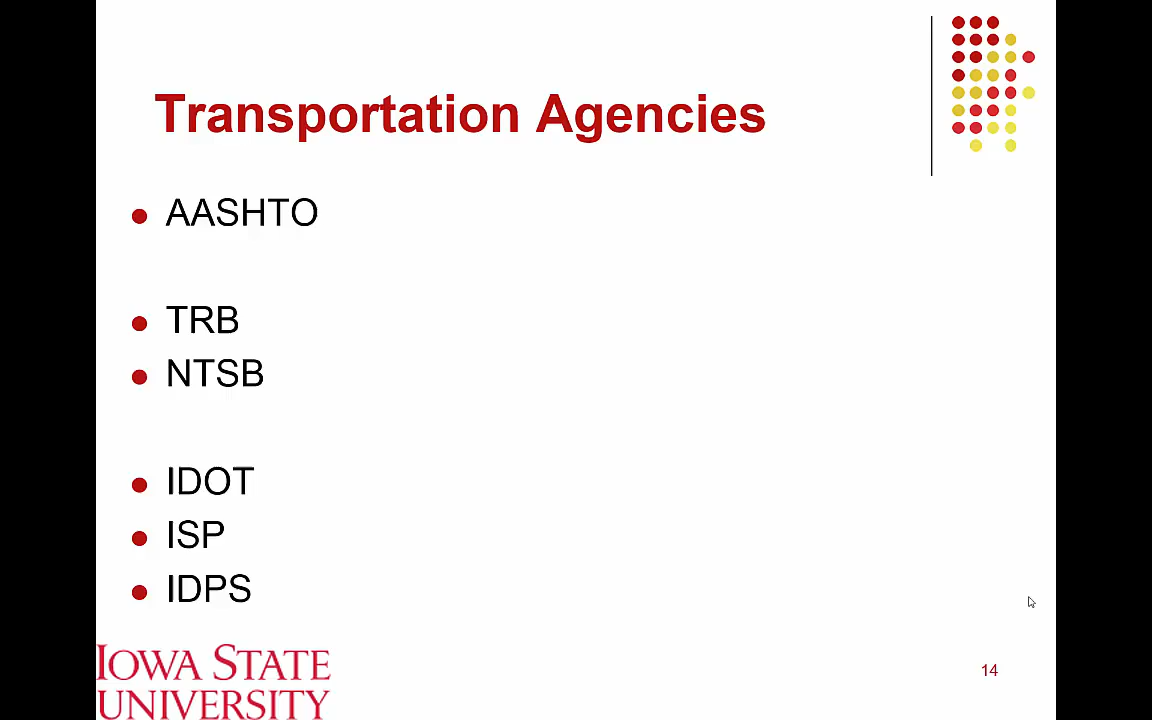 Transportation Agencies
AASHTO
TRB
NTSB
IDOT
ISP
IDPS
IOWA STATE
UNIVERSITY
14